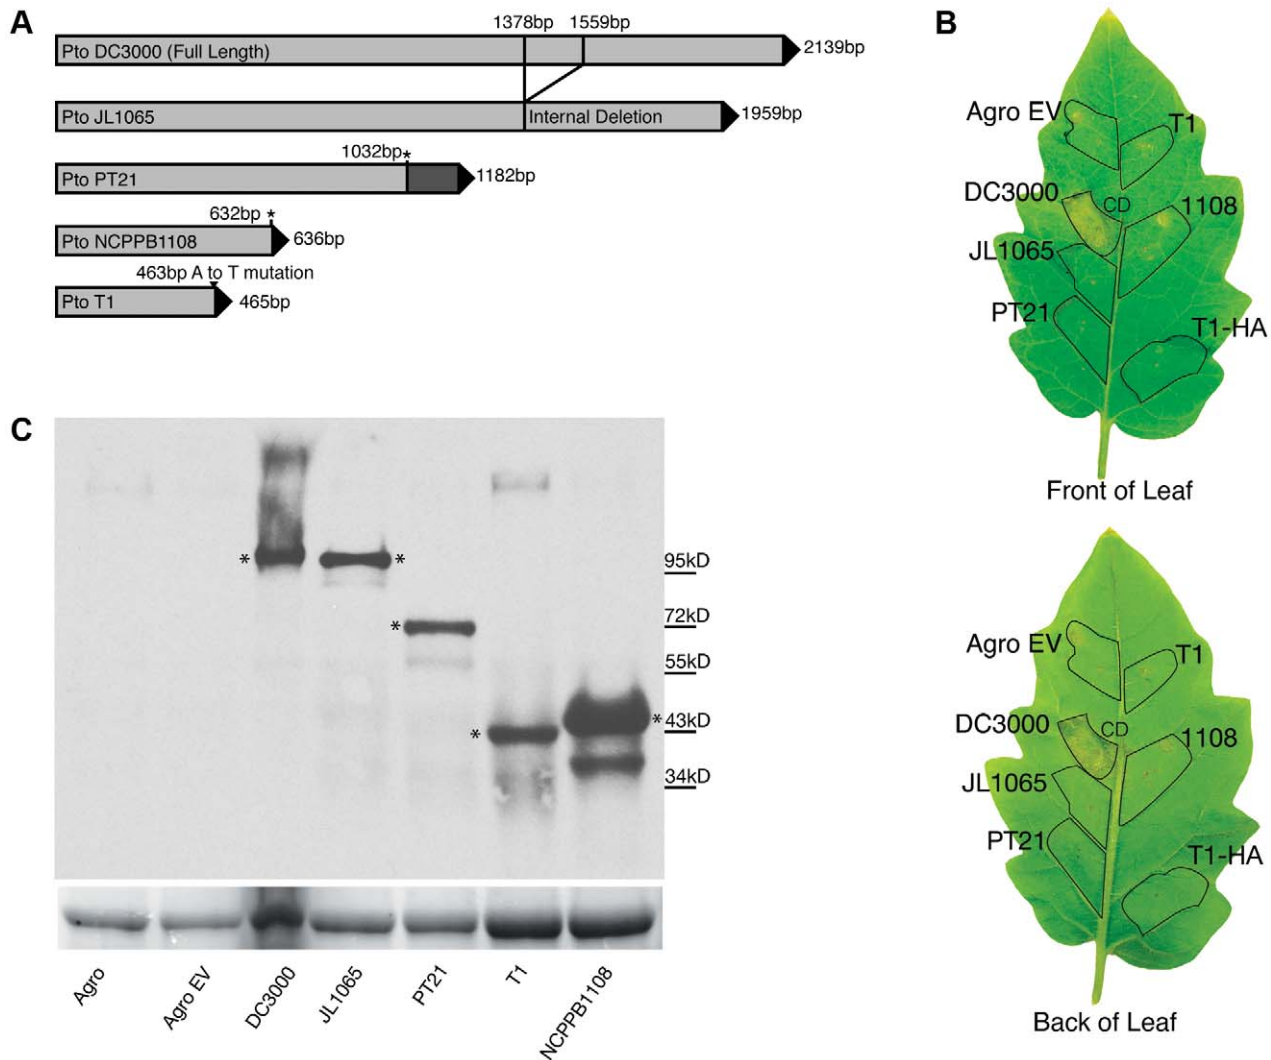 A
1378bp 1559bp
Pto DC3000 (Full Length) 2139bp
Pto JL1065 Internal Deletion 1959bp
1032bp*
Pto PT21 1182bp
632bp *
Pto NCPPB1108 636bp
463bp A to T mutation
Pto T1 465bp
B
Agro EV T1
DC3000 CD 1108
JL1065
PT21 T1-HA
Front of Leaf
Agro EV T1
DC3000 CD 1108
JL1065
PT21 T1-HA
Back of Leaf
C
* * 95kD
* 72kD
55kD
* * 43kD
34kD
Agro
Agro EV
DC3000
JL1065
PT21
T1
NCPPB1108